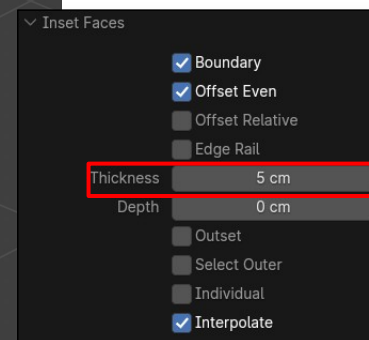 Inset Faces
Boundary
Offset Even
Offset Relative
Edge Rail
Thickness 5 cm
Depth 0 cm
Outset
Select Outer
Individual
Interpolate